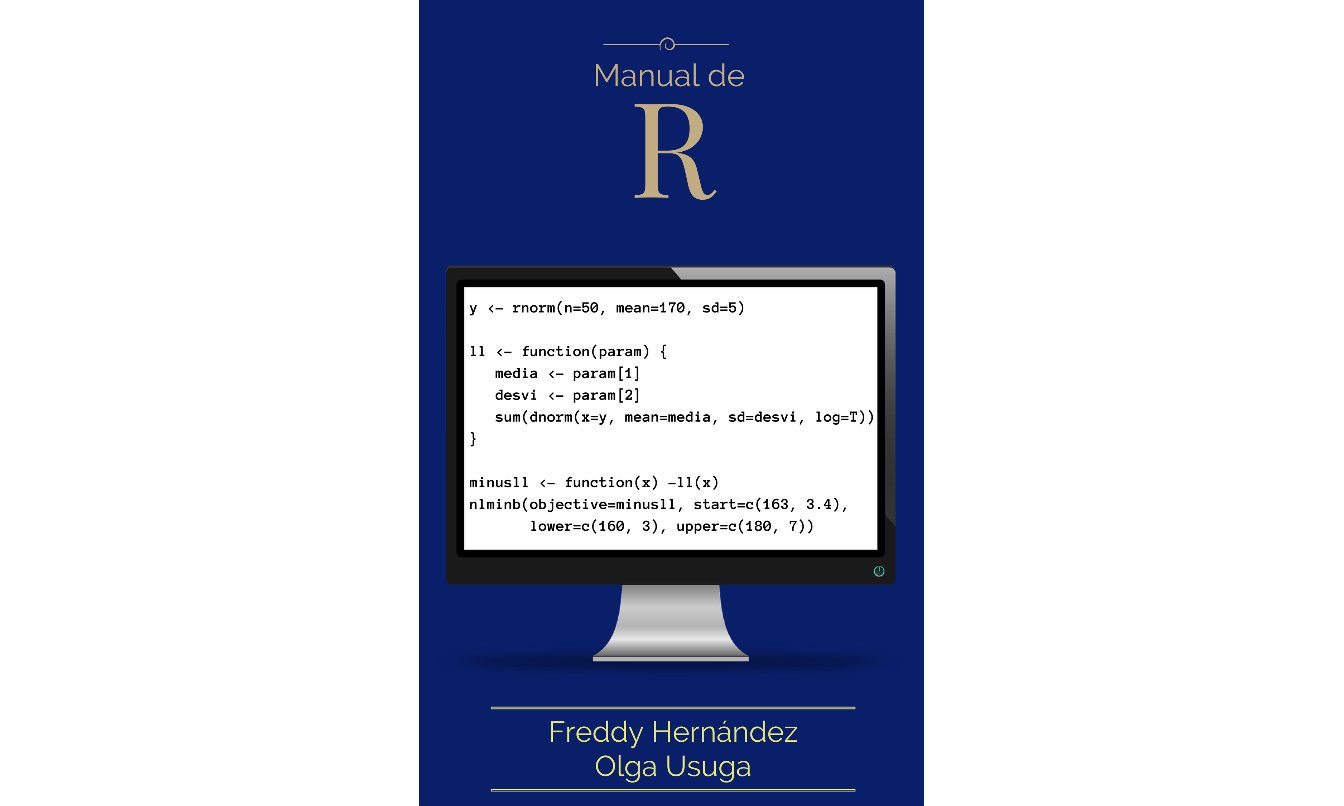 Manual de
R
y <- rnorm(n=50, mean=170, sd=5)
ll <- function(param) {
media <- param[1]
desvi <- param[2]
sum(dnorm(x=y, mean=media, sd=desvi, log=T))
}
minusll <- function(x) -ll(x)
nlminb(objective=minusll, start=c(163, 3.4),
lower=c(160, 3), upper=c(180, 7))
Freddy Hernández
Olga Usuga